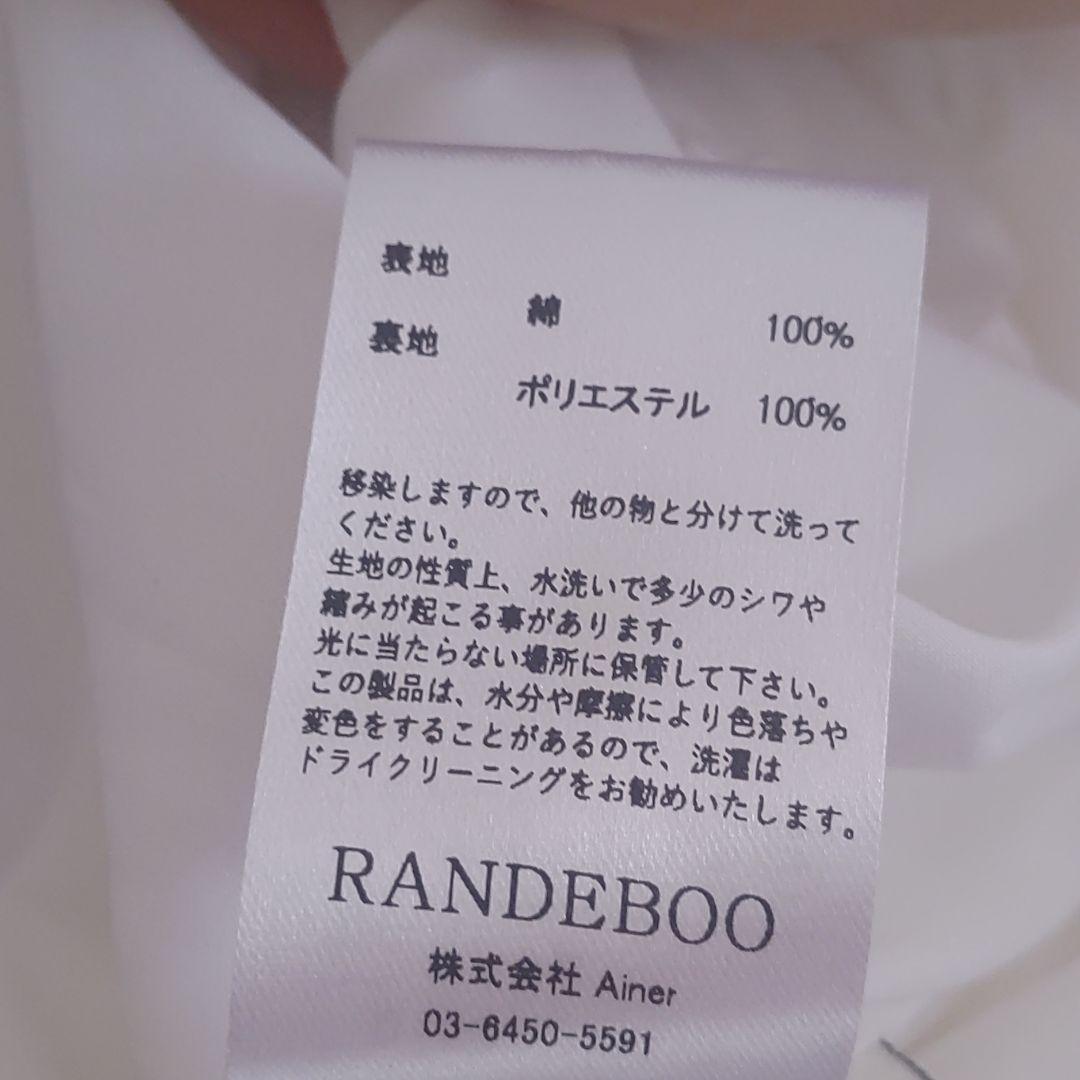 表地
綿 100%
裏地
ポリエステル 100%
移染しますので、他の物と分けて洗って
ください。
生地の性質上、水洗いで多少のシワや
縮みが起こる事があります。
光に当たらない場所に保管して下さい。
この製品は、水分や摩擦により色落ちや
変色をすることがあるので、洗濯は
ドライクリーニングをお勧めいたします。
RANDEBOO
株式会社 Ainer
03-6450-5591